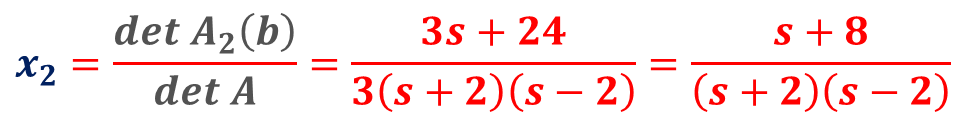 x₂ = det A₂(b) / det A = 3s + 24 / 3(s + 2)(s − 2) = s + 8 / (s + 2)(s − 2)